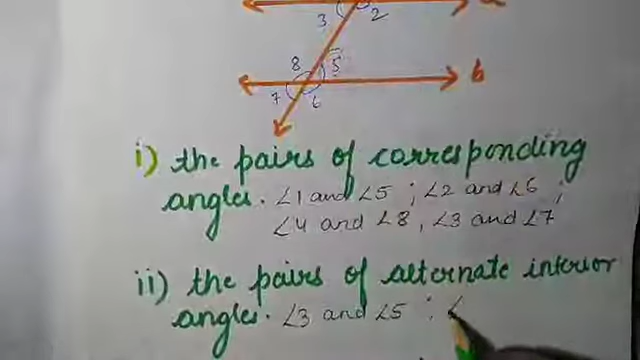 3 2
8 5
b
7 6
i) the pairs of corresponding
angles. ∠1 and ∠5 ; ∠2 and ∠6 ;
∠4 and ∠8 , ∠3 and ∠7
ii) the pairs of alternate interior
angles. ∠3 and ∠5 ; ∠